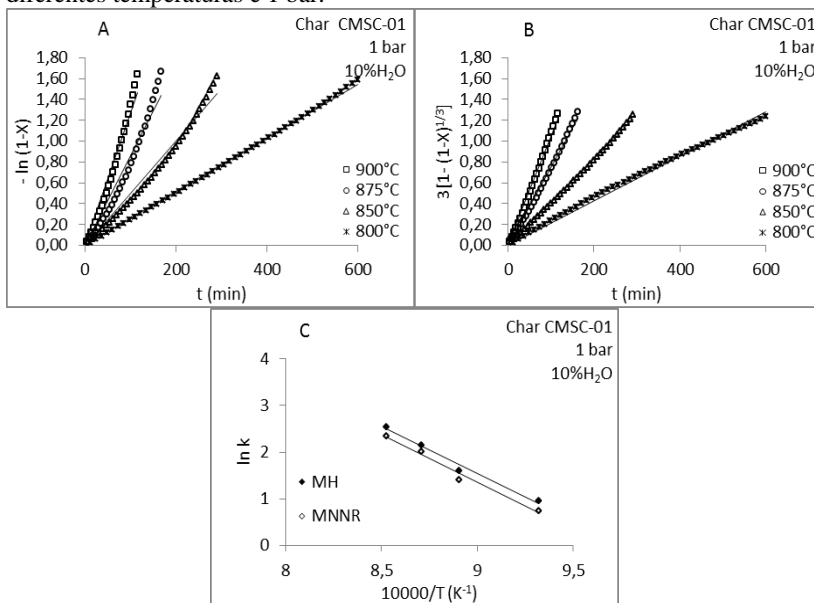 diferentes temperaturas e 1 bar.
A
Char CMSC-01
1 bar
10%H₂O
1,80
1,60
1,40
1,20
1,00
0,80
0,60
0,40
0,20
0,00
- ln (1-X)
900°C
875°C
850°C
800°C
0
200
400
600
t (min)
B
Char CMSC-01
1 bar
10%H₂O
1,80
1,60
1,40
1,20
1,00
0,80
0,60
0,40
0,20
0,00
3 [1- (1-X)^1/3]
900°C
875°C
850°C
800°C
0
200
400
600
t (min)
C
Char CMSC-01
1 bar
10%H₂O
4
3
2
1
0
ln k
MH
MNNR
8
8,5
9
9,5
10000/T (K⁻¹)